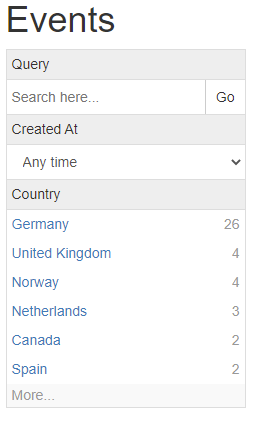 Events
Query
Search here... Go
Created At
Any time
Country
Germany 26
United Kingdom 4
Norway 4
Netherlands 3
Canada 2
Spain 2
More...